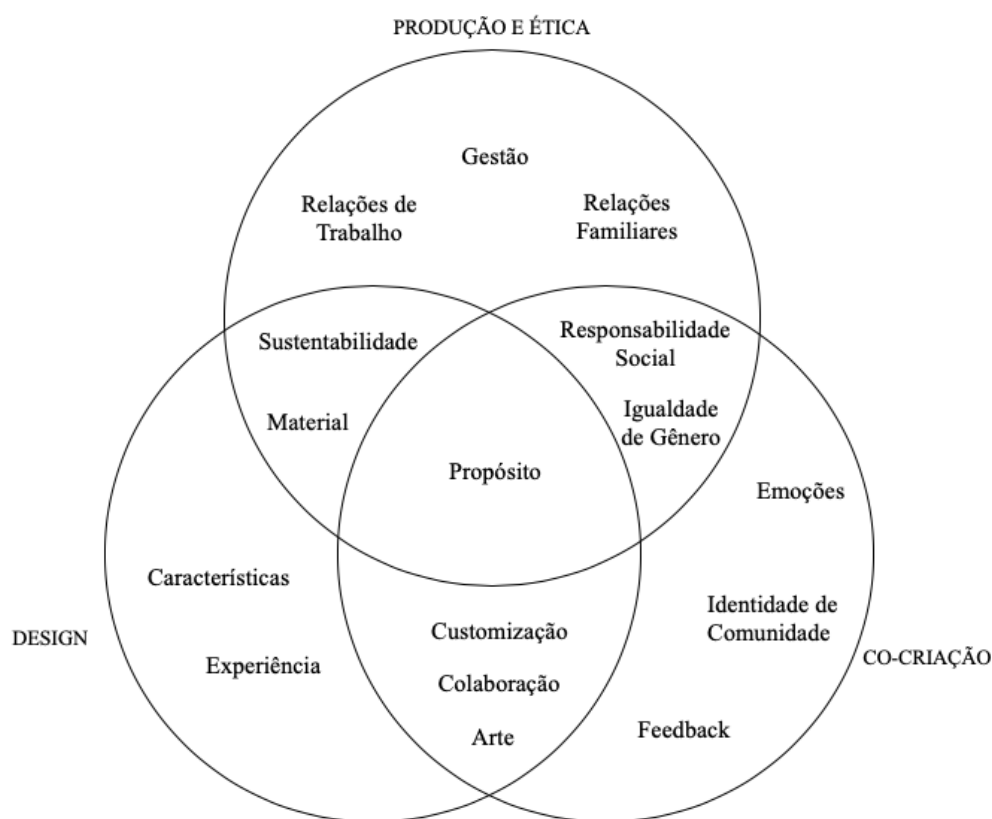 PRODUÇÃO E ÉTICA
Gestão
Relações de
Trabalho
Relações
Familiares
Sustentabilidade
Material
Responsabilidade
Social
Igualdade
de Gênero
Propósito
Emoções
Características
Experiência
DESIGN
Customização
Colaboração
Arte
Identidade de
Comunidade
CO-CRIAÇÃO
Feedback